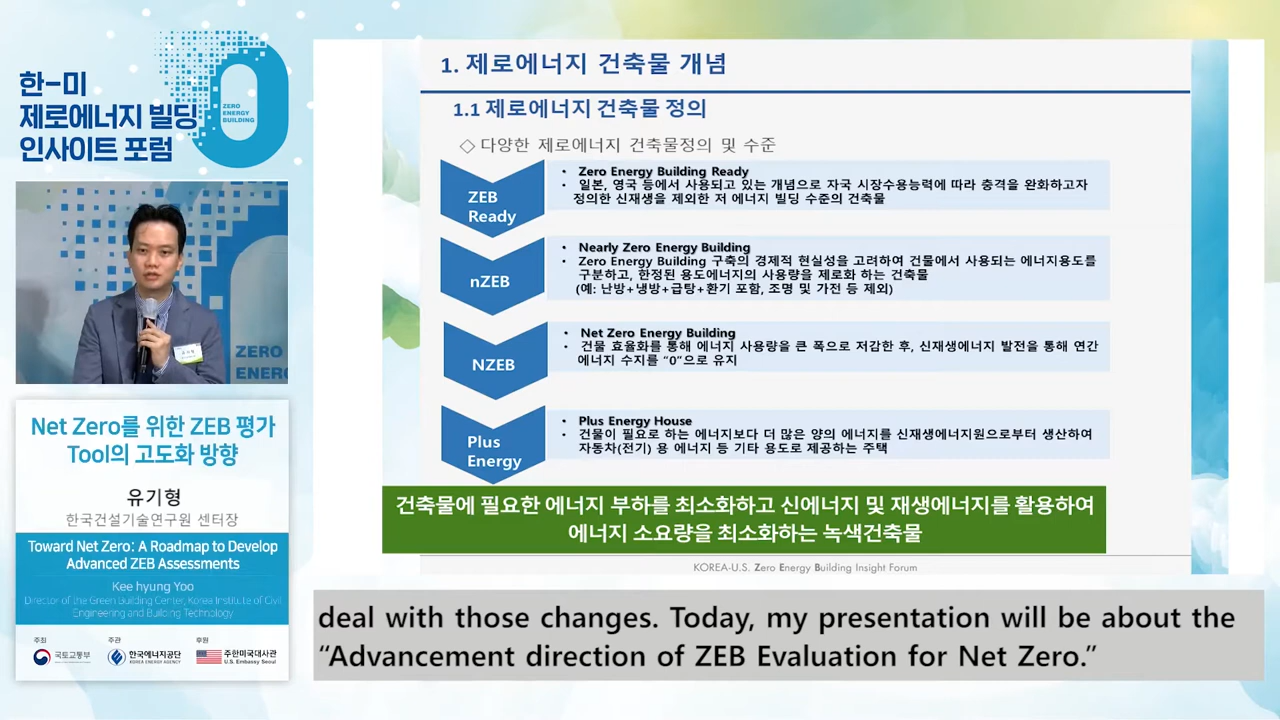 한-미
제로에너지 빌딩
인사이트 포럼
ZERO
ENERGY
BUILDING
ZERO
ENERG
Net Zero를 위한 ZEB 평가
Tool의 고도화 방향
유기형
한국건설기술연구원 센터장
Toward Net Zero: A Roadmap to Develop
Advanced ZEB Assessments
Kee hyung Yoo
Director of the Green Building Center, Korea Institute of Civil
Engineering and Building Technology
주최
국토교통부
주관
한국에너지공단
KOREA ENERGY AGENCY
후원
주한미국대사관
U.S. Embassy Seoul
1. 제로에너지 건축물 개념
1.1 제로에너지 건축물 정의
◇ 다양한 제로에너지 건축물정의 및 수준
ZEB
Ready
• Zero Energy Building Ready
• 일본, 영국 등에서 사용되고 있는 개념으로 자국 시장수용능력에 따라 충격을 완화하고자
정의한 신재생을 제외한 저 에너지 빌딩 수준의 건축물
nZEB
• Nearly Zero Energy Building
• Zero Energy Building 구축의 경제적 현실성을 고려하여 건물에서 사용되는 에너지용도를
구분하고, 한정된 용도에너지의 사용량을 제로화 하는 건축물
(예: 난방+냉방+급탕+환기 포함, 조명 및 가전 등 제외)
NZEB
• Net Zero Energy Building
• 건물 효율화를 통해 에너지 사용량을 큰 폭으로 저감한 후, 신재생에너지 발전을 통해 연간
에너지 수지를 “0”으로 유지
Plus
Energy
• Plus Energy House
• 건물이 필요로 하는 에너지보다 더 많은 양의 에너지를 신재생에너지원으로부터 생산하여
자동차(전기) 용 에너지 등 기타 용도로 제공하는 주택
건축물에 필요한 에너지 부하를 최소화하고 신에너지 및 재생에너지를 활용하여
에너지 소요량을 최소화하는 녹색건축물
KOREA-U.S. Zero Energy Building Insight Forum
deal with those changes. Today, my presentation will be about the
“Advancement direction of ZEB Evaluation for Net Zero.”